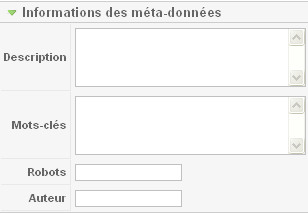 Informations des méta-données
Description
Mots-clés
Robots
Auteur